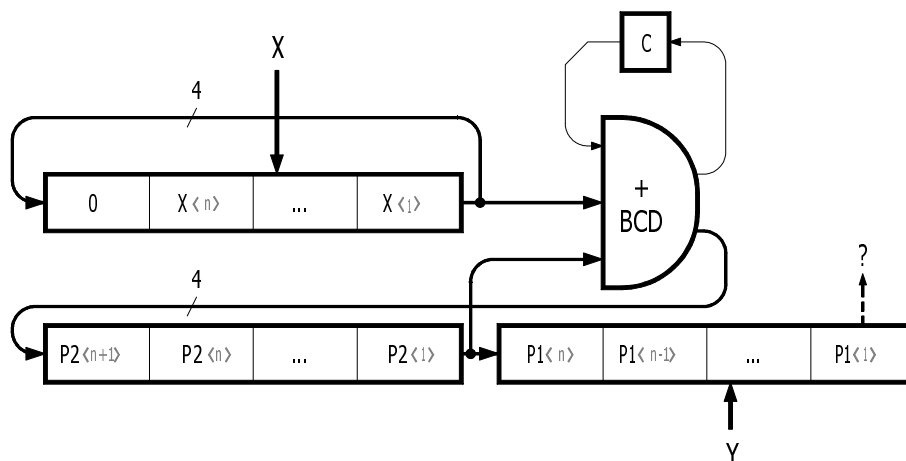 C
X
4
+
BCD
0 X<n> ... X<1>
?
4
P2<n+1> P2<n> ... P2<1> P1<n> P1<n-1> ... P1<1>
Y